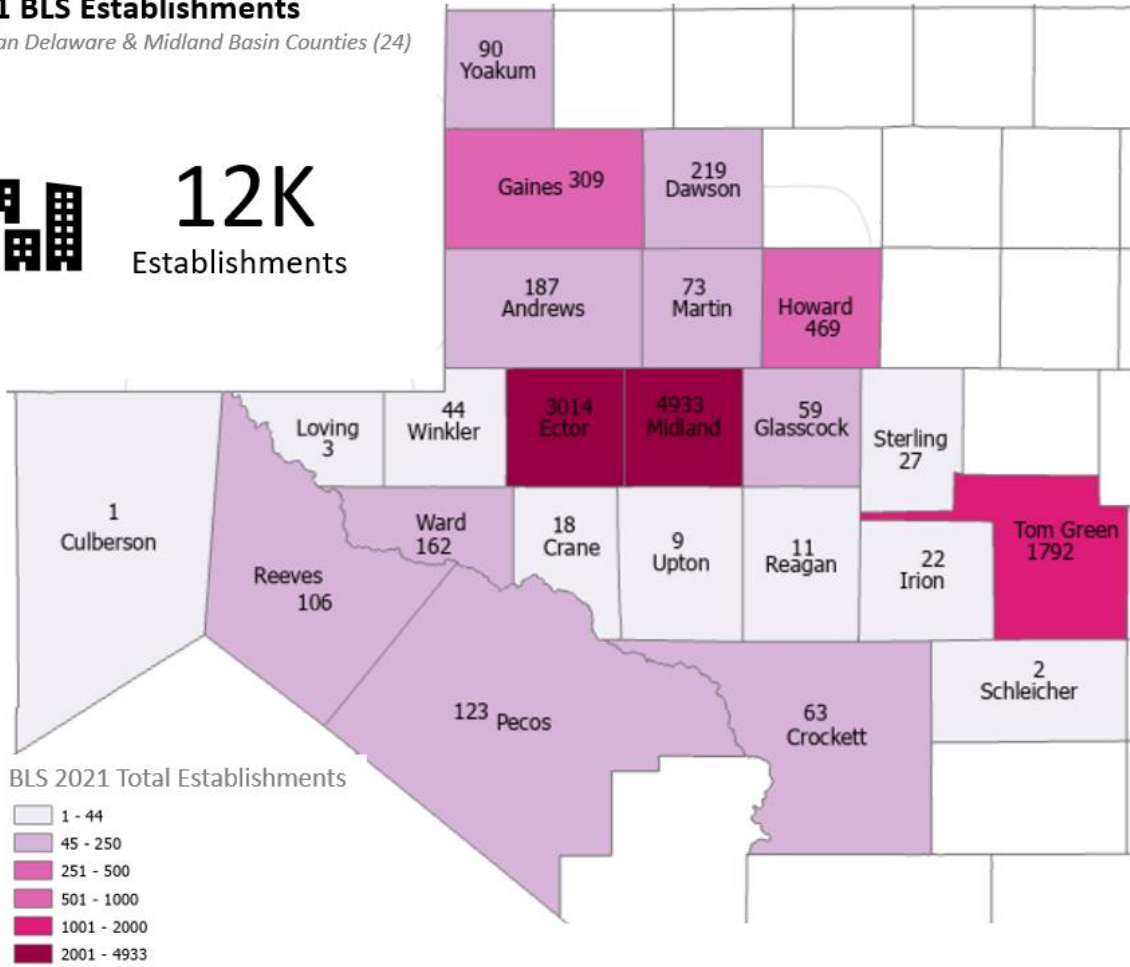 1 BLS Establishments
an Delaware & Midland Basin Counties (24)
12K
Establishments
90
Yoakum
Gaines 309
219
Dawson
187
Andrews
73
Martin
Howard
469
Loving
3
44
Winkler
3014
Ector
4933
Midland
59
Glasscock
Sterling
27
1
Culberson
Reeves
106
Ward
162
18
Crane
9
Upton
11
Reagan
22
Irion
Tom Green
1792
123 Pecos
63
Crockett
2
Schleicher
BLS 2021 Total Establishments
1 - 44
45 - 250
251 - 500
501 - 1000
1001 - 2000
2001 - 4933